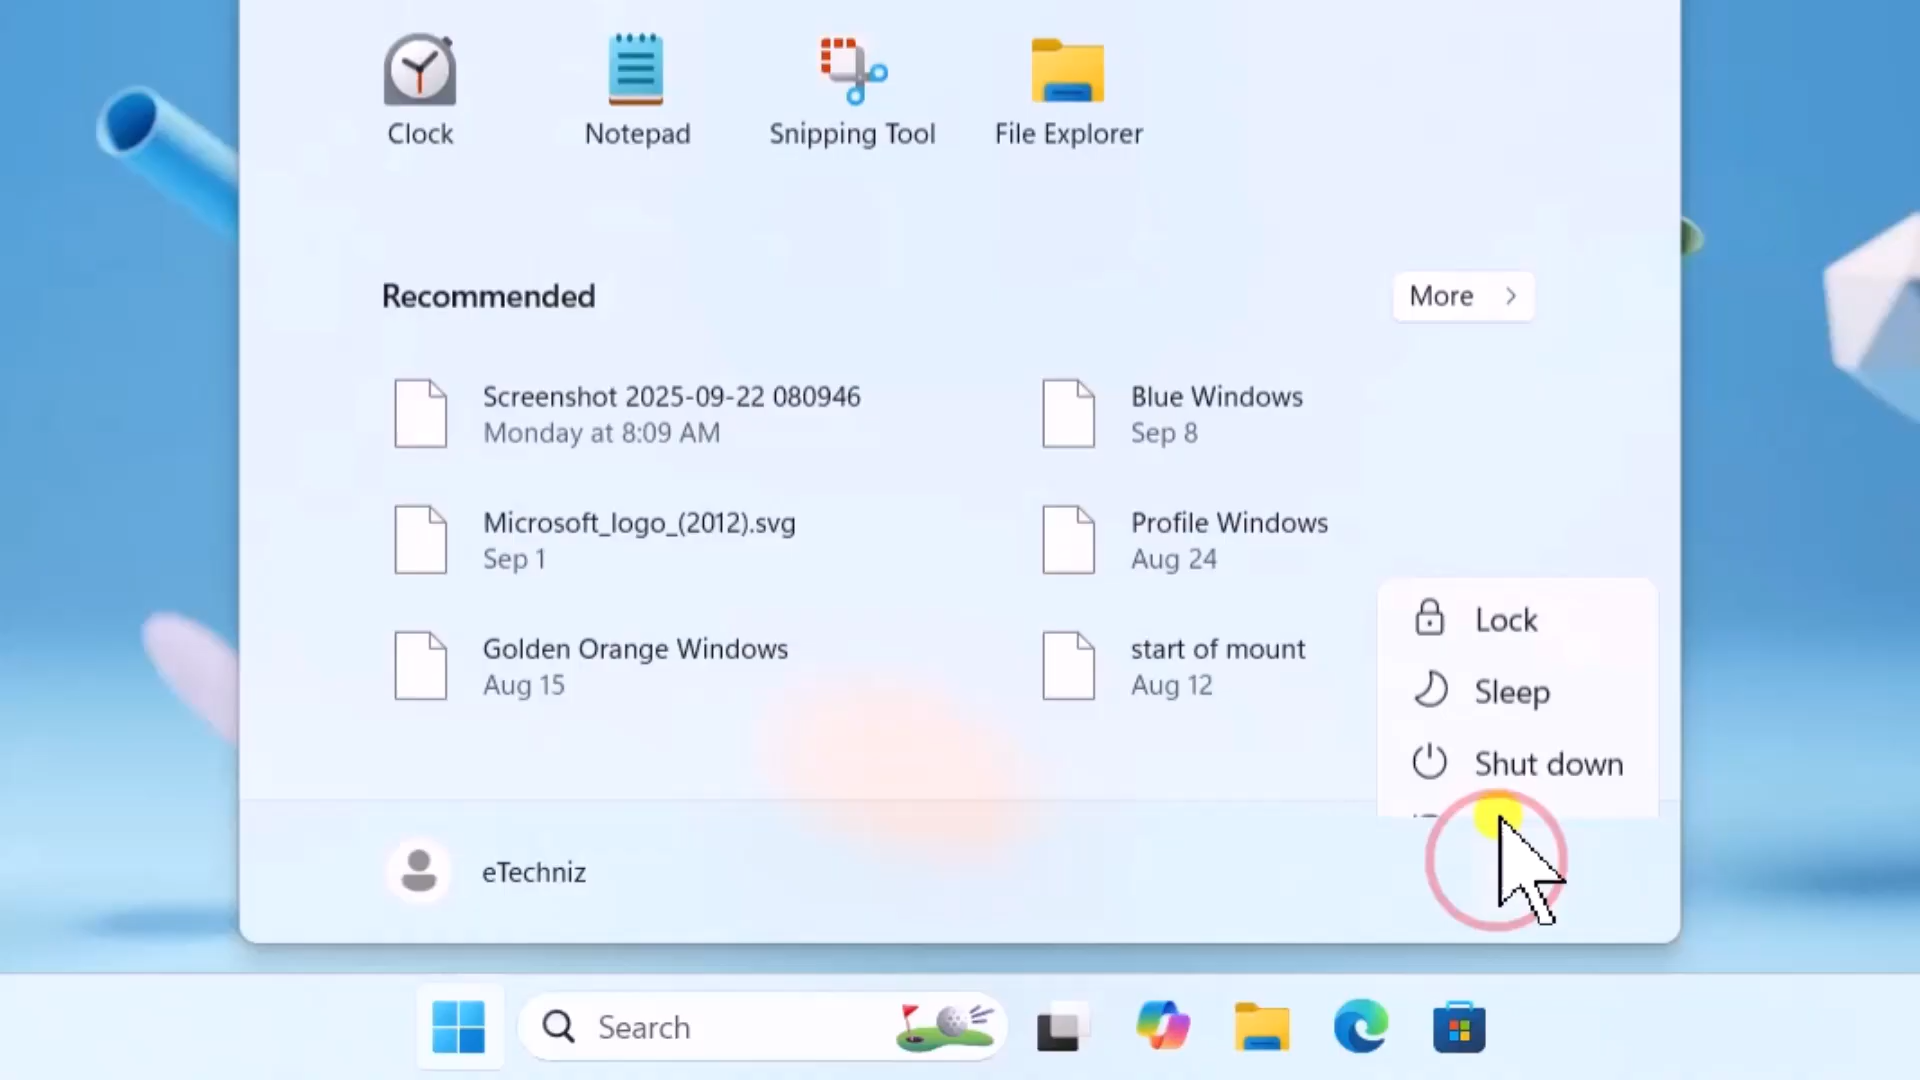 Clock
Notepad
Snipping Tool
File Explorer
Recommended
More
Screenshot 2025-09-22 080946
Monday at 8:09 AM
Blue Windows
Sep 8
Microsoft_logo_(2012).svg
Sep 1
Profile Windows
Aug 24
Golden Orange Windows
Aug 15
start of mount
Aug 12
Lock
Sleep
Shut down
eTechniz
Search